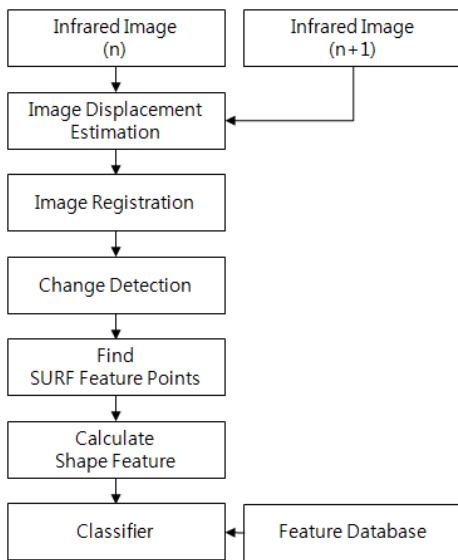 Infrared Image
(n)
Infrared Image
(n+1)
Image Displacement
Estimation
Image Registration
Change Detection
Find
SURF Feature Points
Calculate
Shape Feature
Classifier
Feature Database